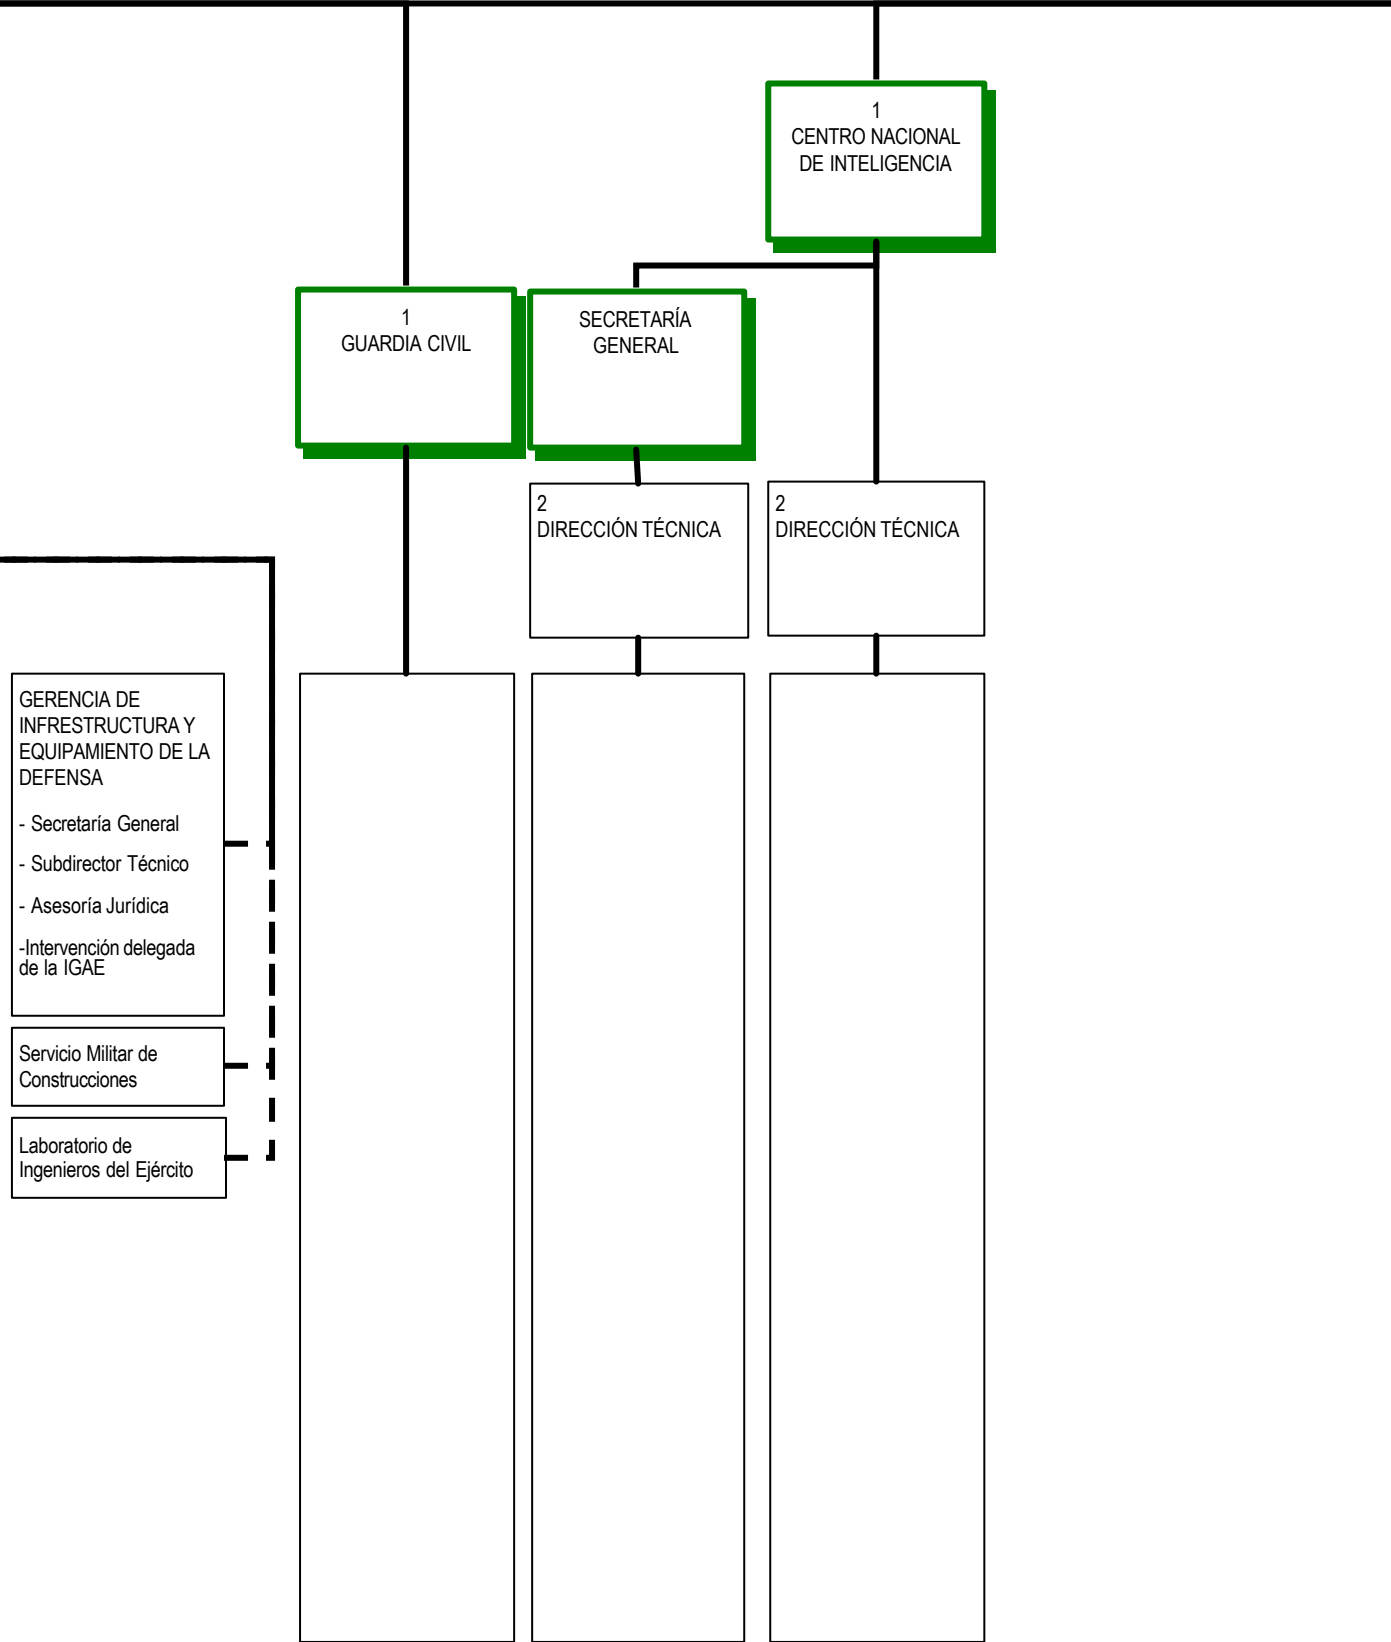 1
CENTRO NACIONAL
DE INTELIGENCIA
1
GUARDIA CIVIL
SECRETARÍA
GENERAL
2
DIRECCIÓN TÉCNICA
2
DIRECCIÓN TÉCNICA
GERENCIA DE
INFRESTRUCTURA Y
EQUIPAMIENTO DE LA
DEFENSA
- Secretaría General
- Subdirector Técnico
- Asesoría Jurídica
-Intervención delegada
de la IGAE
Servicio Militar de
Construcciones
Laboratorio de
Ingenieros del Ejército